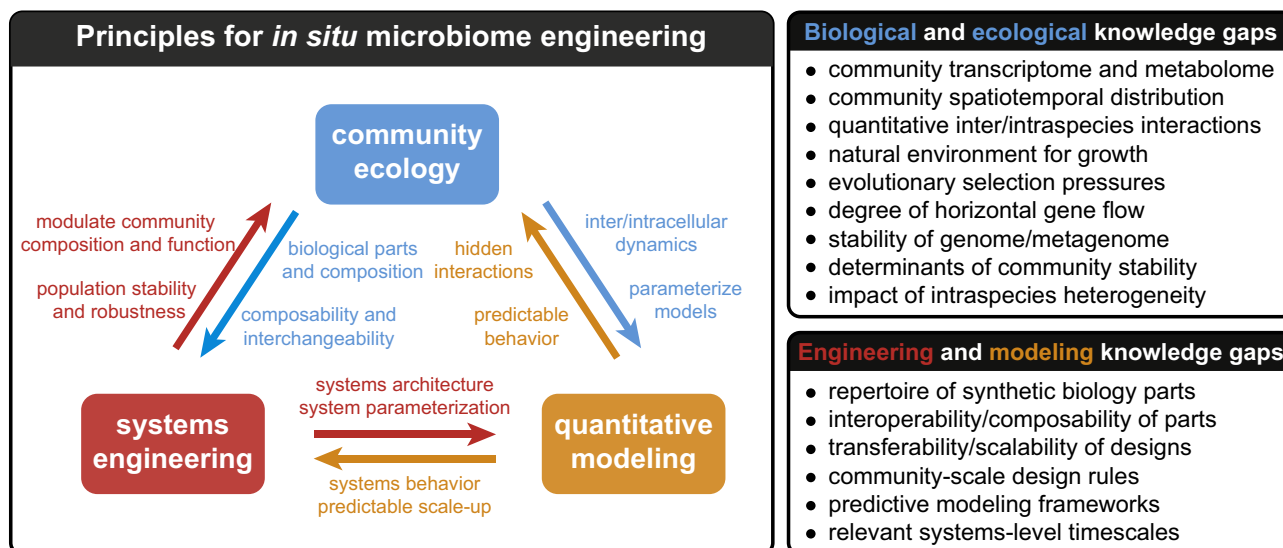 Principles for in situ microbiome engineering
community
ecology
modulate community
composition and function
population stability
and robustness
biological parts
and composition
composability and
interchangeability
hidden
interactions
predictable
behavior
inter/intracellular
dynamics
parameterize
models
systems
engineering
systems architecture
system parameterization
systems behavior
predictable scale-up
quantitative
modeling
Biological and ecological knowledge gaps
● community transcriptome and metabolome
● community spatiotemporal distribution
● quantitative inter/intraspecies interactions
● natural environment for growth
● evolutionary selection pressures
● degree of horizontal gene flow
● stability of genome/metagenome
● determinants of community stability
● impact of intraspecies heterogeneity
Engineering and modeling knowledge gaps
● repertoire of synthetic biology parts
● interoperability/composability of parts
● transferability/scalability of designs
● community-scale design rules
● predictive modeling frameworks
● relevant systems-level timescales